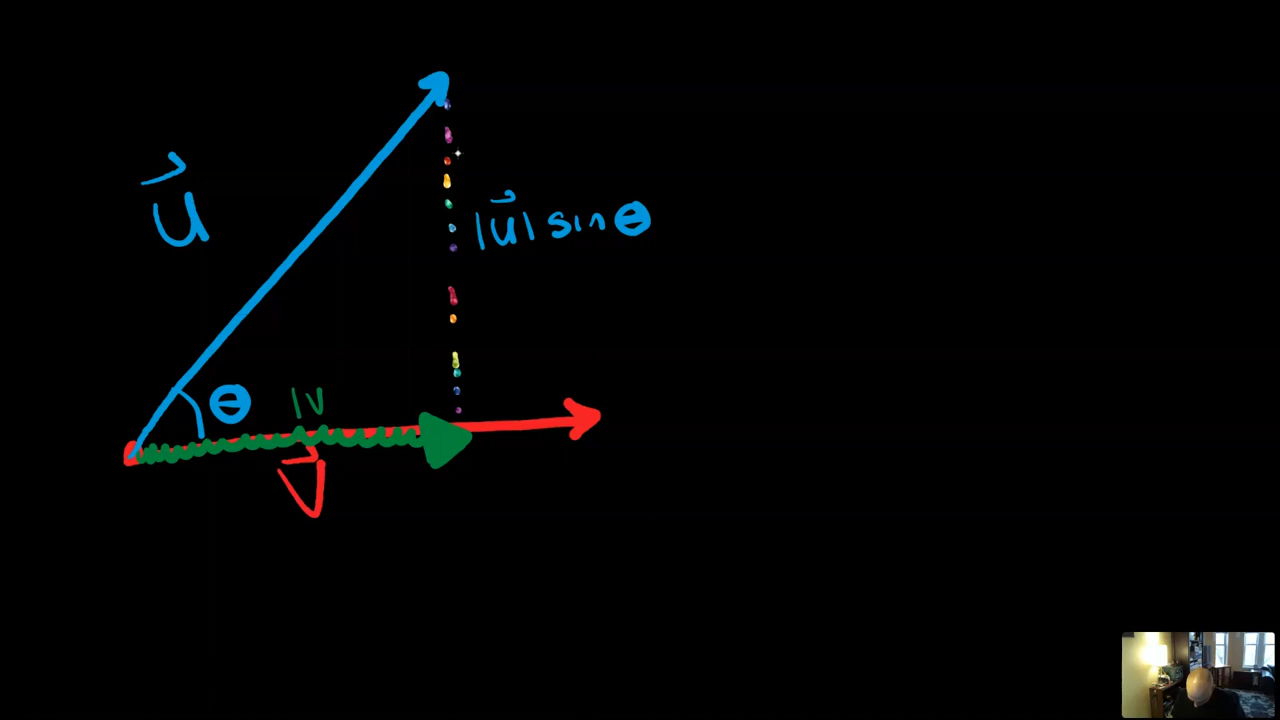 u⃗
|u⃗| sin θ
θ
|v
v⃗